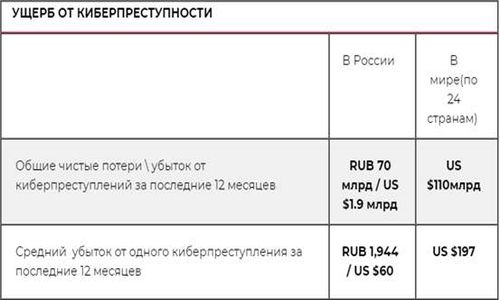 УЩЕРБ ОТ КИБЕРПРЕСТУПНОСТИ
В России
В
мире(по
24
странам)
Общие чистые потери \ убыток от
киберпреступлений за последние 12 месяцев
RUB 70
млрд / US
$1.9 млрд
US
$110млрд
Средний убыток от одного киберпреступления за
последние 12 месяцев
RUB 1,944
/ US $60
US $197